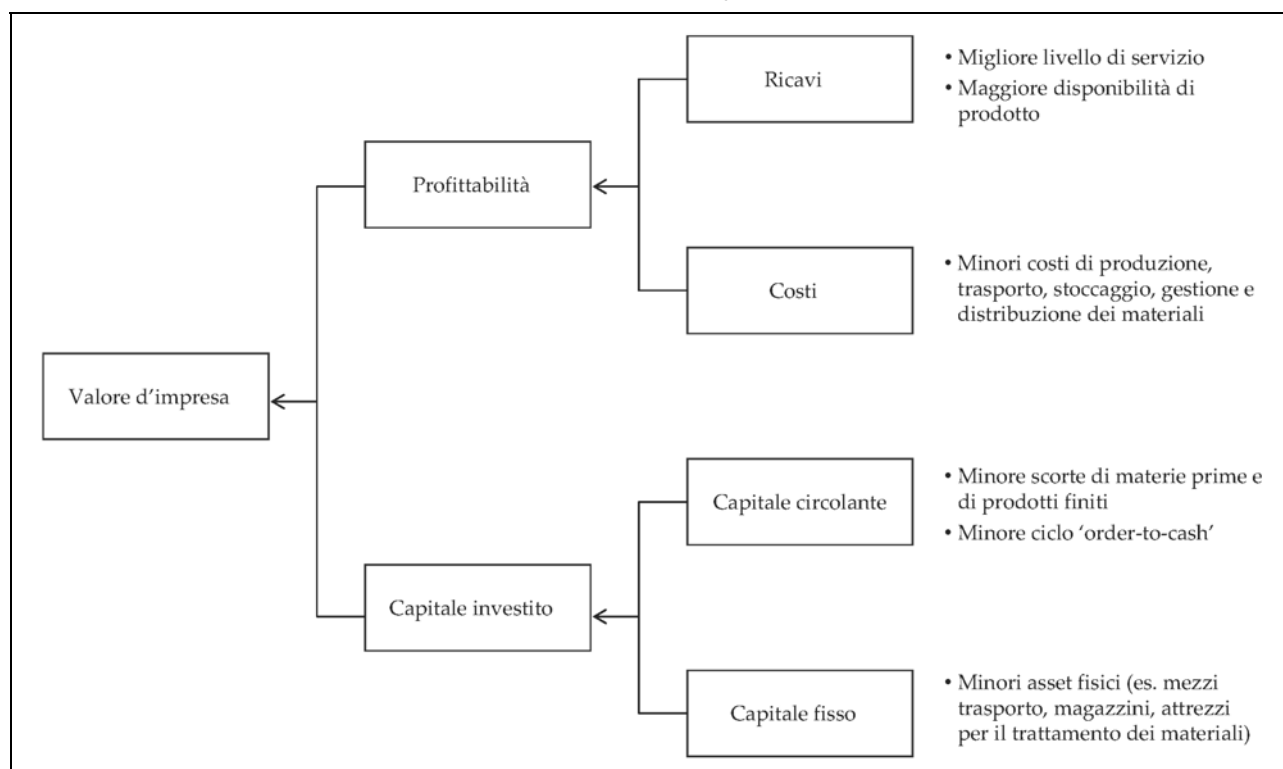 Ricavi
• Migliore livello di servizio
• Maggiore disponibilità di
prodotto
Profittabilità
Costi
• Minori costi di produzione,
trasporto, stoccaggio, gestione e
distribuzione dei materiali
Valore d'impresa
Capitale circolante
• Minore scorte di materie prime e
di prodotti finiti
• Minore ciclo 'order-to-cash'
Capitale investito
Capitale fisso
• Minori asset fisici (es. mezzi
trasporto, magazzini, attrezzi
per il trattamento dei materiali)